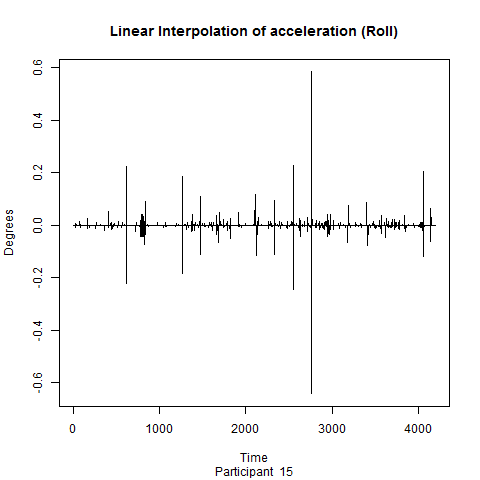 Linear Interpolation of acceleration (Roll)
0.6
0.4
0.2
0.0
-0.2
-0.4
-0.6
Degrees
0 1000 2000 3000 4000
Time
Participant 15